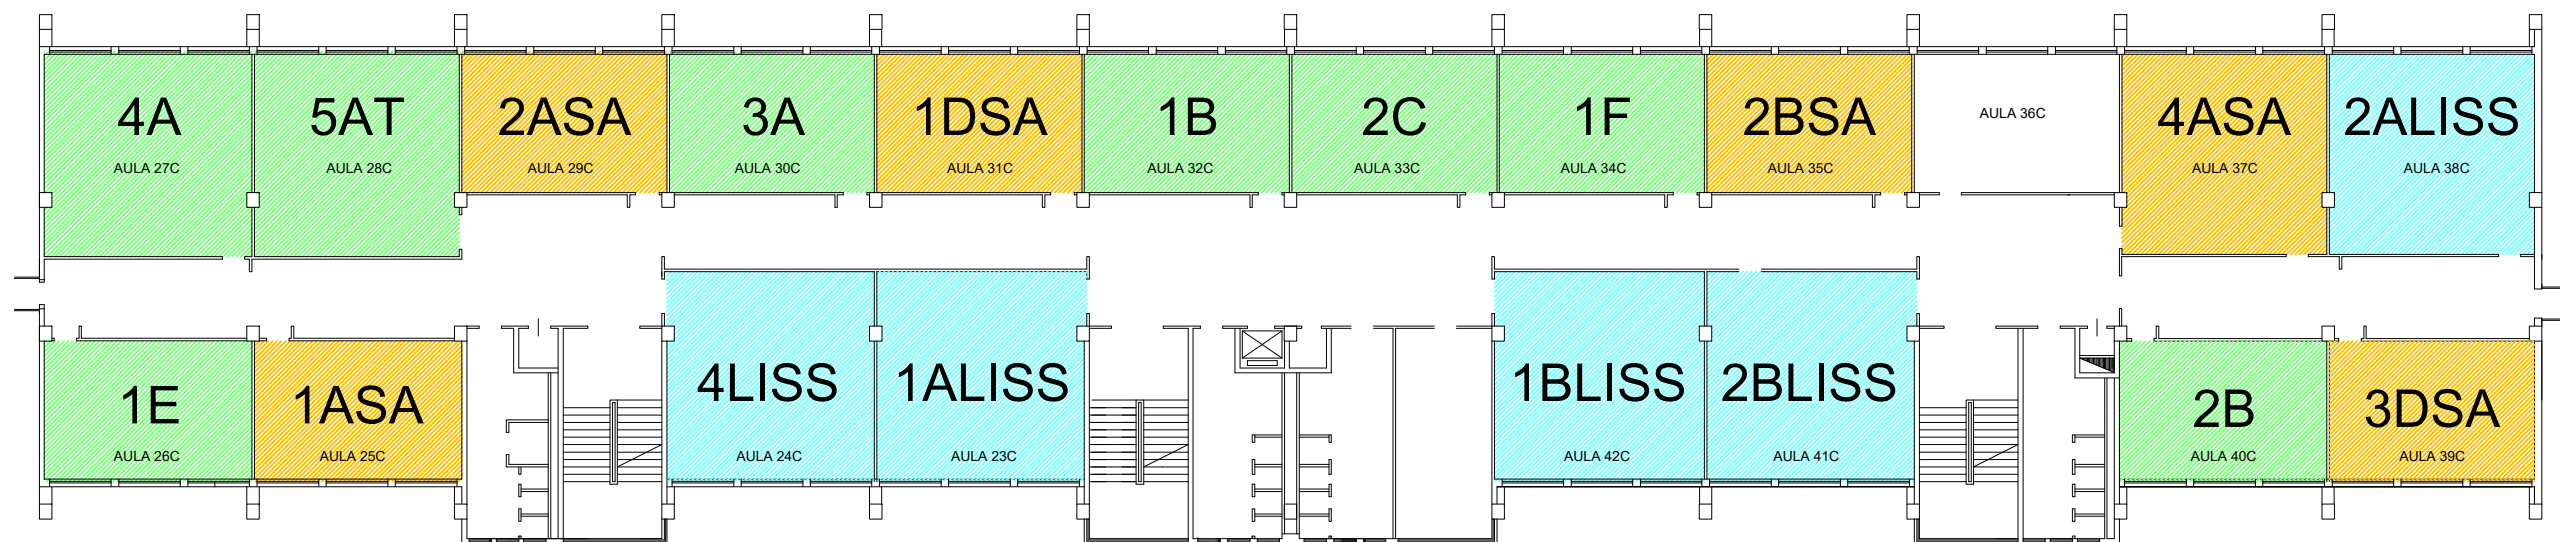 4A
AULA 27C
5AT
AULA 28C
2ASA
AULA 29C
3A
AULA 30C
1DSA
AULA 31C
1B
AULA 32C
2C
AULA 33C
1F
AULA 34C
2BSA
AULA 35C
AULA 36C
4ASA
AULA 37C
2ALISS
AULA 38C
1E
AULA 26C
1ASA
AULA 25C
4LISS
AULA 24C
1ALISS
AULA 23C
1BLISS
AULA 42C
2BLISS
AULA 41C
2B
AULA 40C
3DSA
AULA 39C